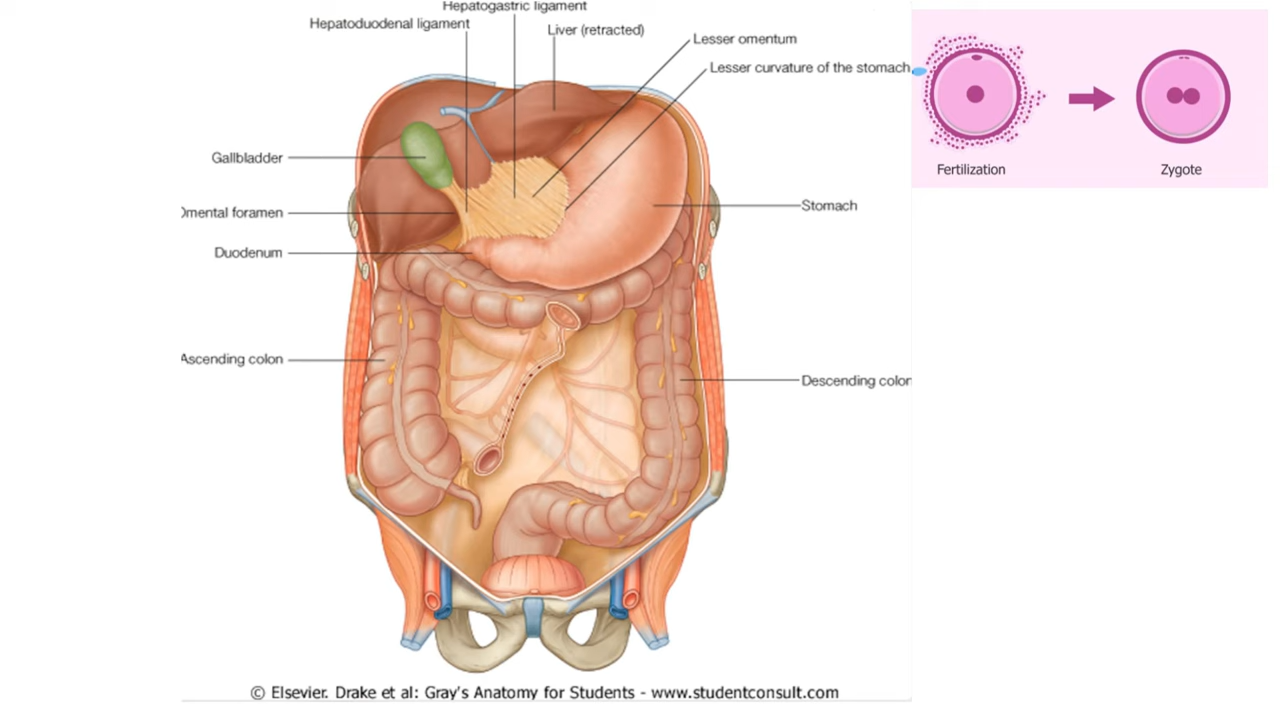 Hepatogastric ligament
Hepatoduodenal ligament
Liver (retracted)
Lesser omentum
Lesser curvature of the stomach
Gallbladder
Omental foramen
Duodenum
Stomach
Ascending colon
Descending colon
Fertilization
Zygote
© Elsevier. Drake et al: Gray's Anatomy for Students - www.studentconsult.com